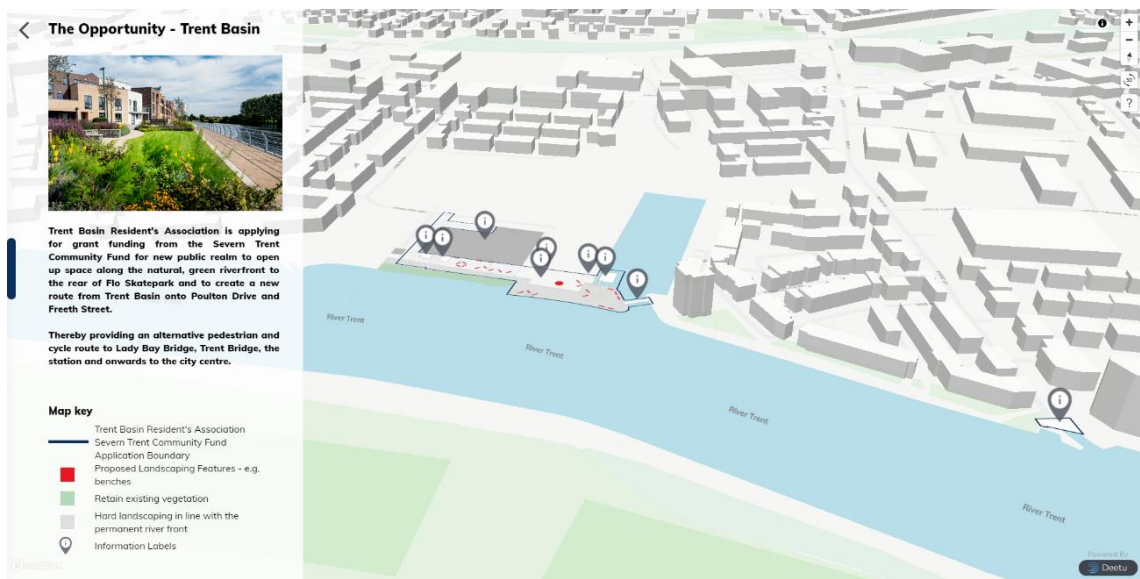 The Opportunity - Trent Basin
Trent Basin Resident's Association is applying
for grant funding from the Severn Trent
Community Fund for new public realm to open
up space along the natural, green riverfront to
the rear of Flo Skatepark and to create a new
route from Trent Basin onto Poulton Drive and
Freeth Street.
Thereby providing an alternative pedestrian and
cycle route to Lady Bay Bridge, Trent Bridge, the
station and onwards to the city centre.
Map key
Trent Basin Resident's Association
Severn Trent Community Fund
Application Boundary
Proposed Landscaping Features - e.g.
benches
Retain existing vegetation
Hard landscaping in line with the
permanent river front
Information Labels
River Trent
River Trent
River Trent
River Trent
Powered By
Deetu